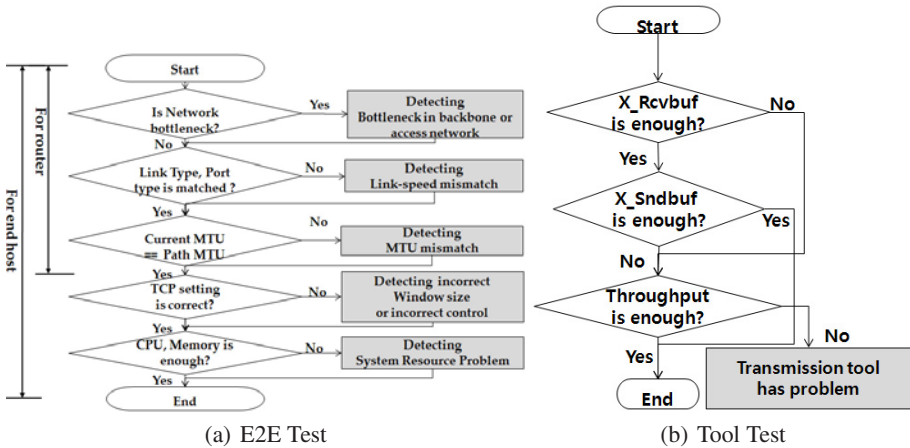 For end host
For router
Start
Is Network
bottleneck?
Yes
Detecting
Bottleneck in backbone or
access network
No
Link Type, Port
type is matched ?
No
Detecting
Link-speed mismatch
Yes
Current MTU
== Path MTU
No
Detecting
MTU mismatch
Yes
TCP setting
is correct?
No
Detecting incorrect
Window size
or incorrect control
Yes
CPU, Memory is
enough?
No
Detecting
System Resource Problem
Yes
End
(a) E2E Test
Start
X_Rcvbuf
is enough?
No
Yes
X_Sndbuf
is enough?
Yes
No
Throughput
is enough?
No
Yes
Transmission tool
has problem
End
(b) Tool Test